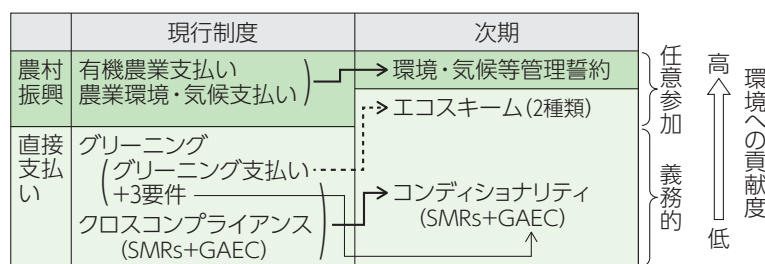 現行制度
次期
農村
振興
有機農業支払い
農業環境・気候支払い
環境・気候等管理誓約
エコスキーム(2種類)
直接
支払
い
グリーニング
グリーニング支払い
+3要件
クロスコンプライアンス
(SMRs+GAEC)
コンディショナリティ
(SMRs+GAEC)
任意参加
義務的
高
低
環境への貢献度